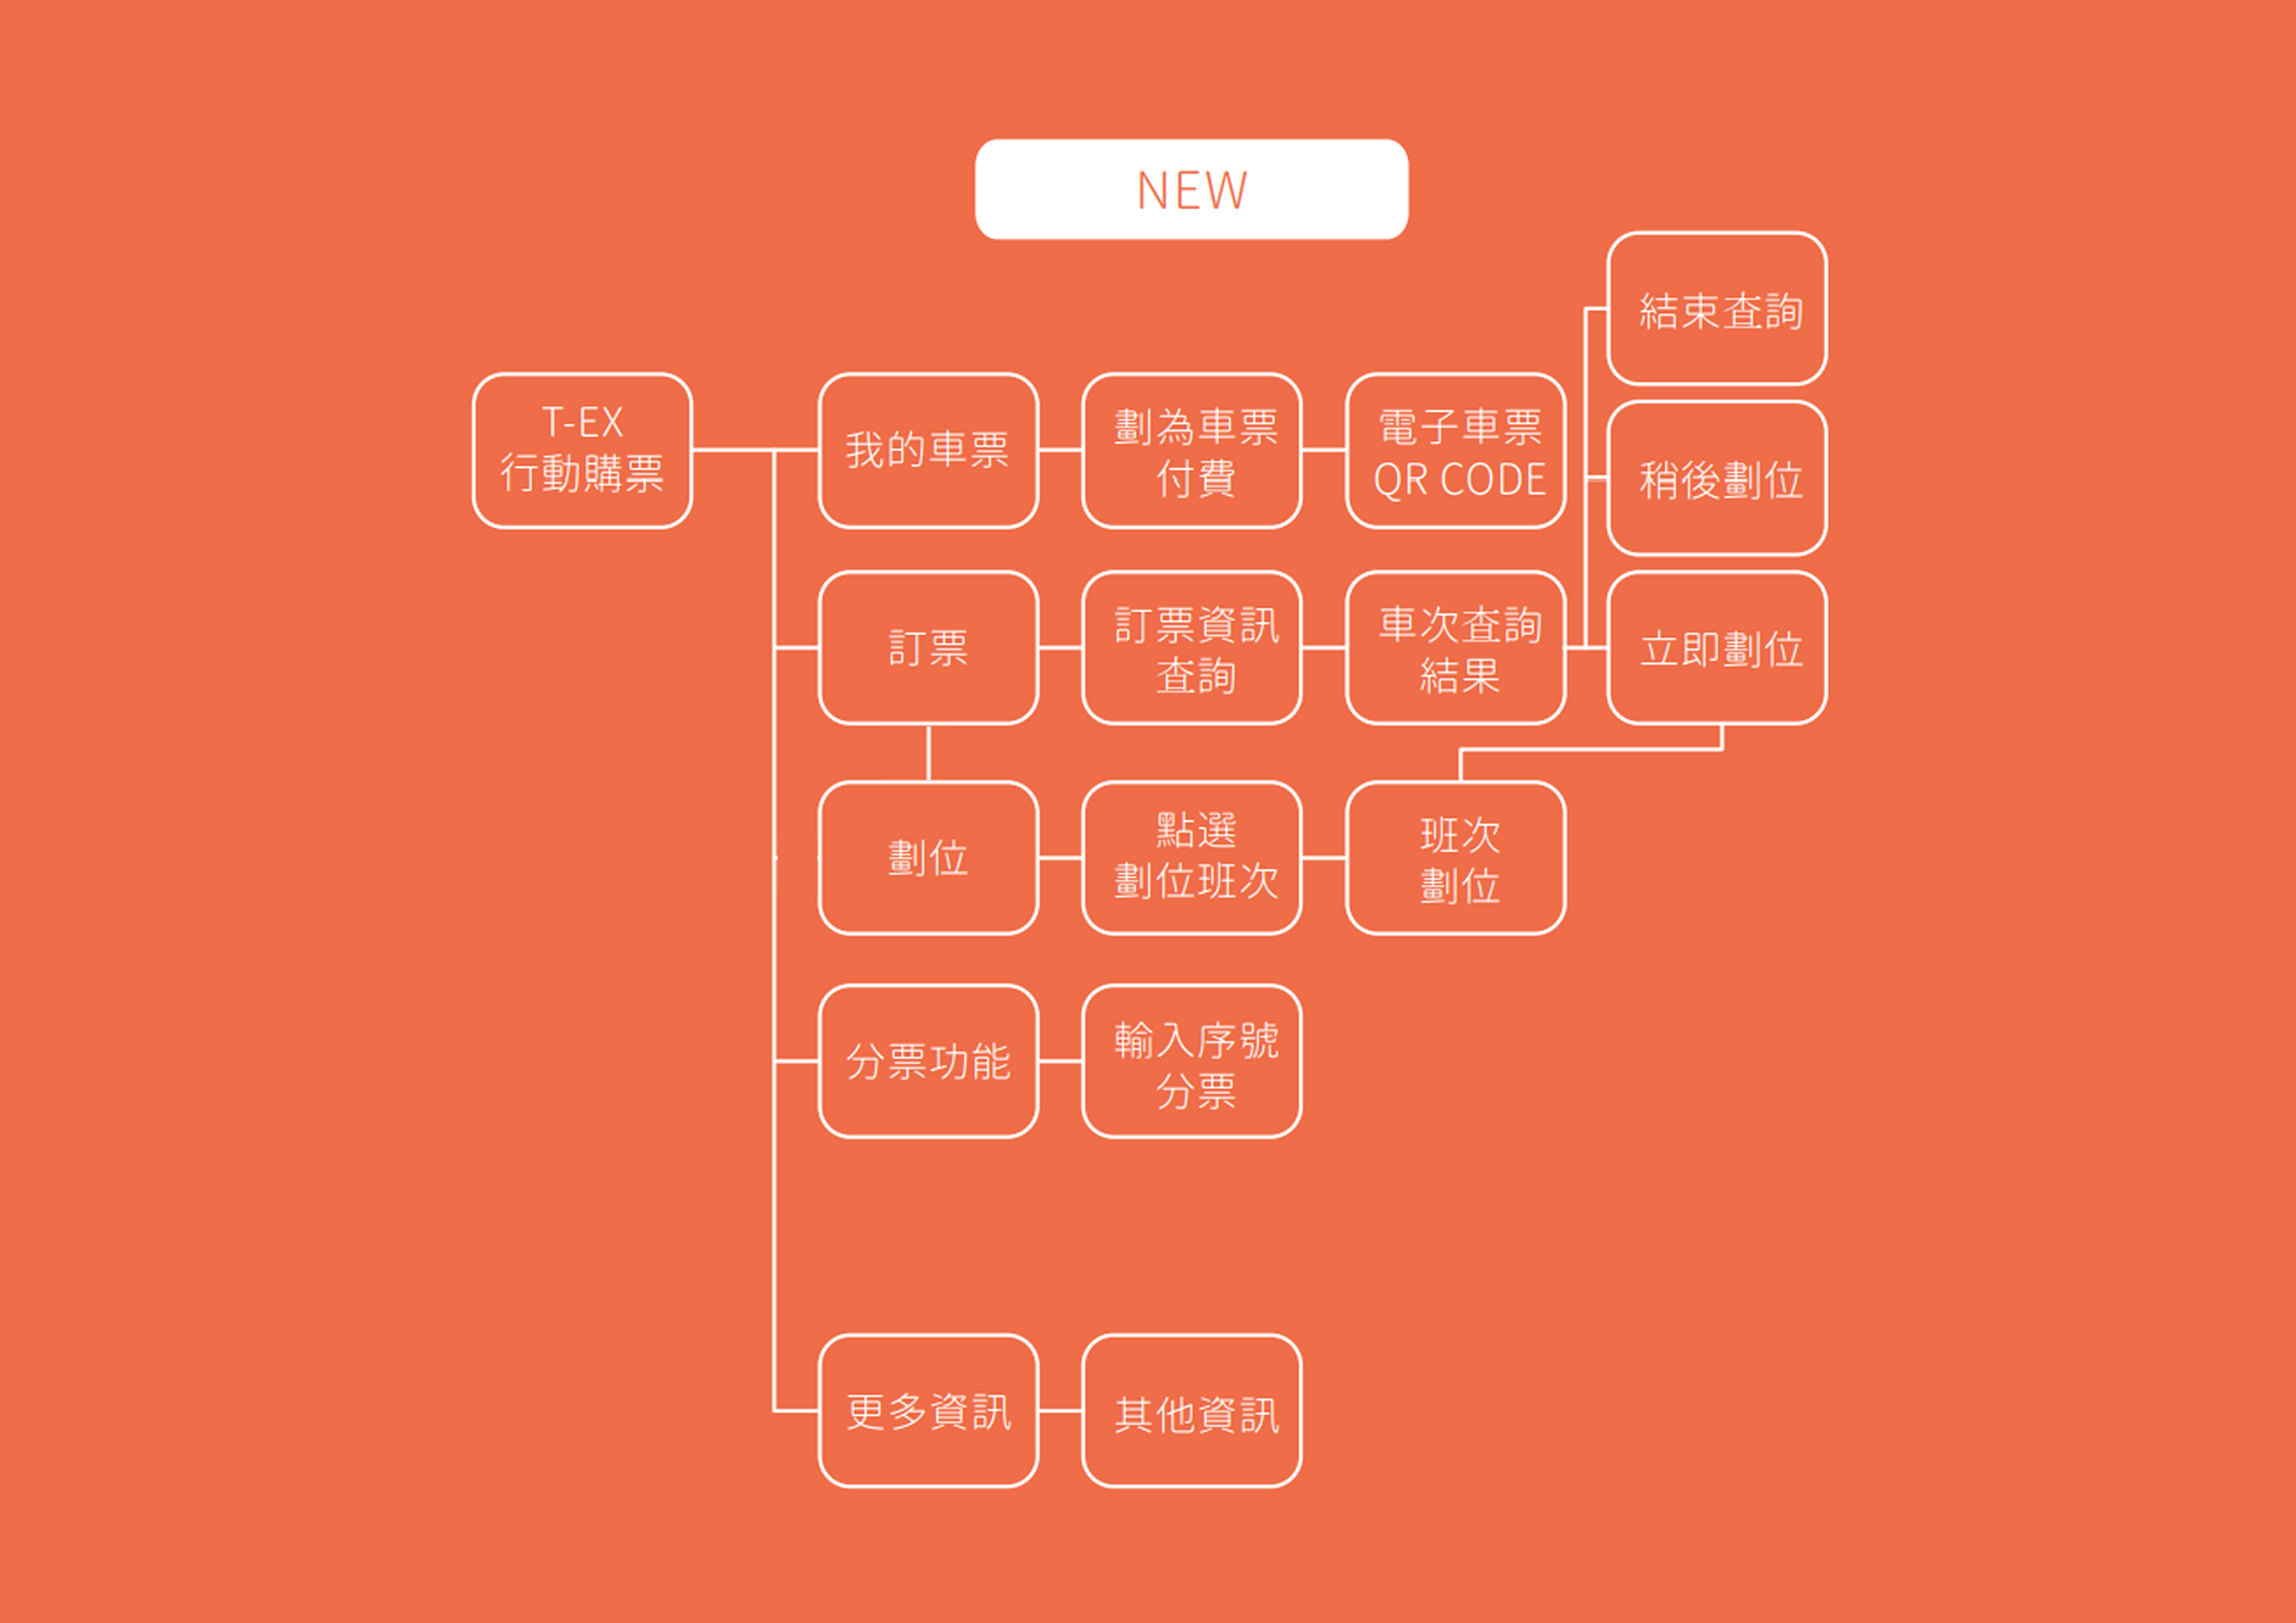 NEW
結束查詢
T-EX
行動購票
我的車票
劃為車票
付費
電子車票
QR CODE
稍後劃位
訂票
訂票資訊
查詢
車次查詢
結果
立即劃位
劃位
點選
劃位班次
班次
劃位
分票功能
輸入序號
分票
更多資訊
其他資訊